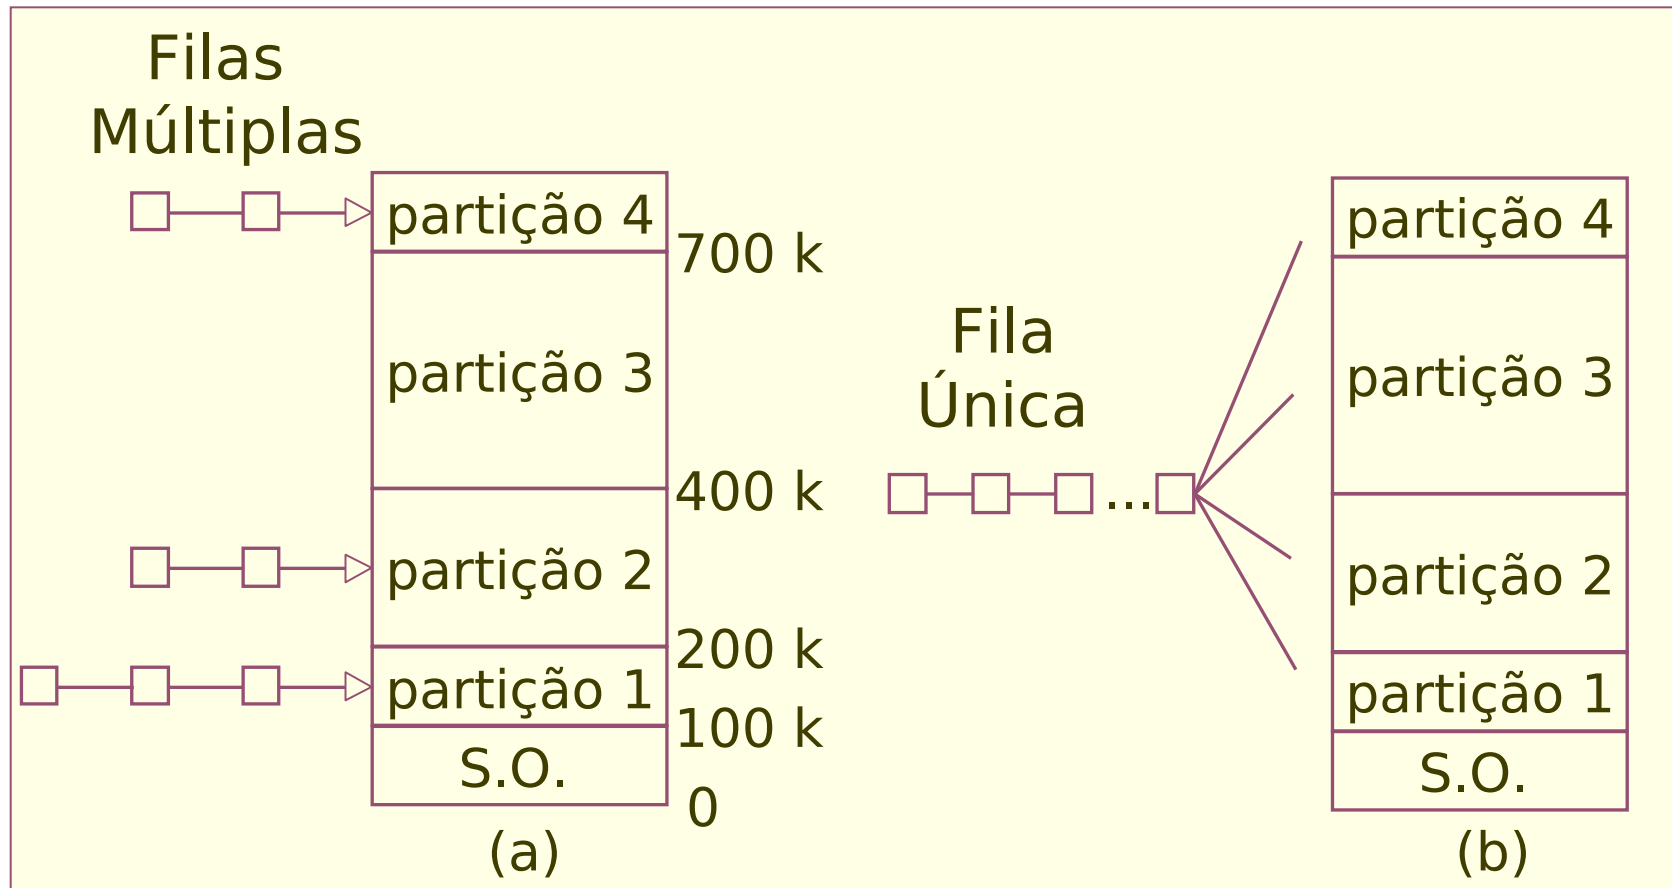 Filas
Múltiplas
partição 4
700 k
partição 3
400 k
partição 2
200 k
partição 1
100 k
S.O.
0
(a)
Fila
Única
...
partição 4
partição 3
partição 2
partição 1
S.O.
(b)